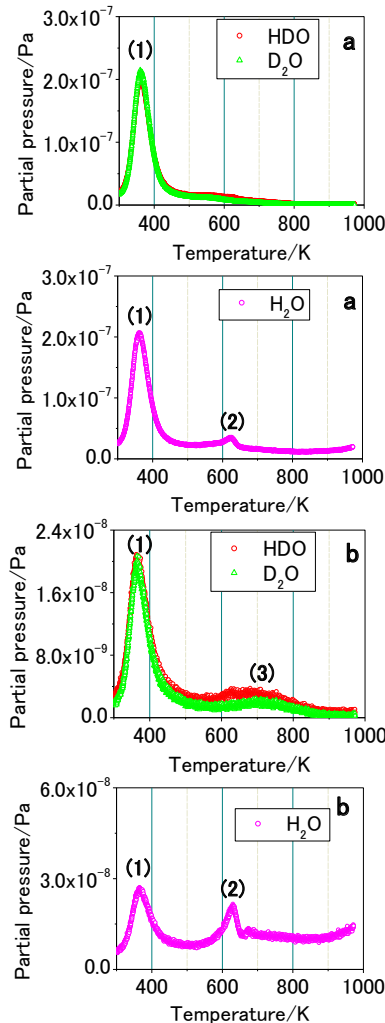 (1)
HDO
D₂O
a
Partial pressure/Pa
3.0x10⁻⁷
2.0x10⁻⁷
1.0x10⁻⁷
0.0
400 600 800 1000
Temperature/K
(1)
(2)
H₂O
a
Partial pressure/Pa
3.0x10⁻⁷
2.0x10⁻⁷
1.0x10⁻⁷
0.0
400 600 800 1000
Temperature/K
(1)
(3)
HDO
D₂O
b
Partial pressure/Pa
2.4x10⁻⁸
1.6x10⁻⁸
8.0x10⁻⁹
0.0
400 600 800 1000
Temperature/K
(1)
(2)
H₂O
b
Partial pressure/Pa
6.0x10⁻⁸
3.0x10⁻⁸
0.0
400 600 800 1000
Temperature/K